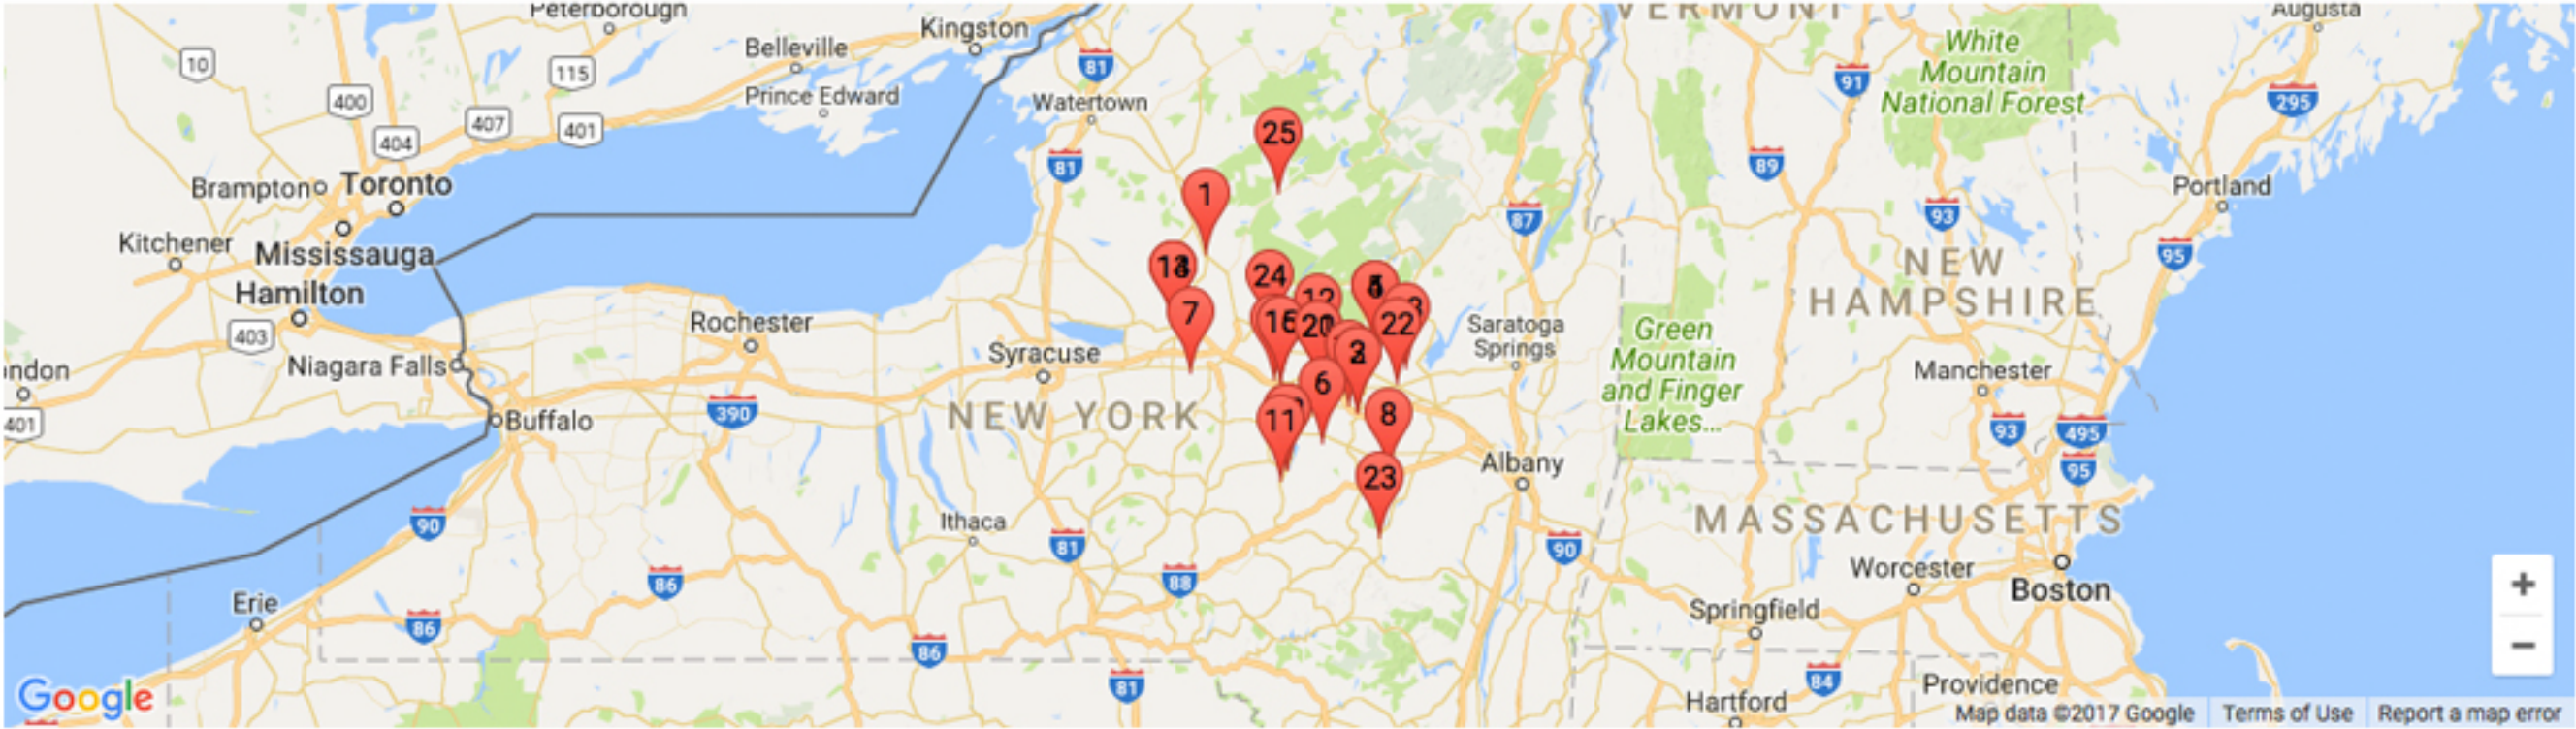 Peterborough
Kingston
VERMONT
Augusta
Belleville
White
Mountain
National Forest
10
115
81
91
400
Prince Edward
Watertown
295
407
401
404
25
81
89
Brampton
Toronto
1
Portland
87
93
Kitchener
Mississauga
NEW
HAMPSHIRE
95
24
Hamilton
7
22
20
Rochester
Saratoga
Springs
Green
Mountain
and Finger
Lakes...
403
Syracuse
Niagara Falls
Manchester
401
6
390
Buffalo
NEW YORK
11
8
93
495
Albany
95
23
90
Ithaca
MASSACHUSETTS
81
90
Worcester
Boston
86
88
Erie
Springfield
86
86
81
84
Providence
Hartford
Google
Map data ©2017 Google
Terms of Use
Report a map error
+
−